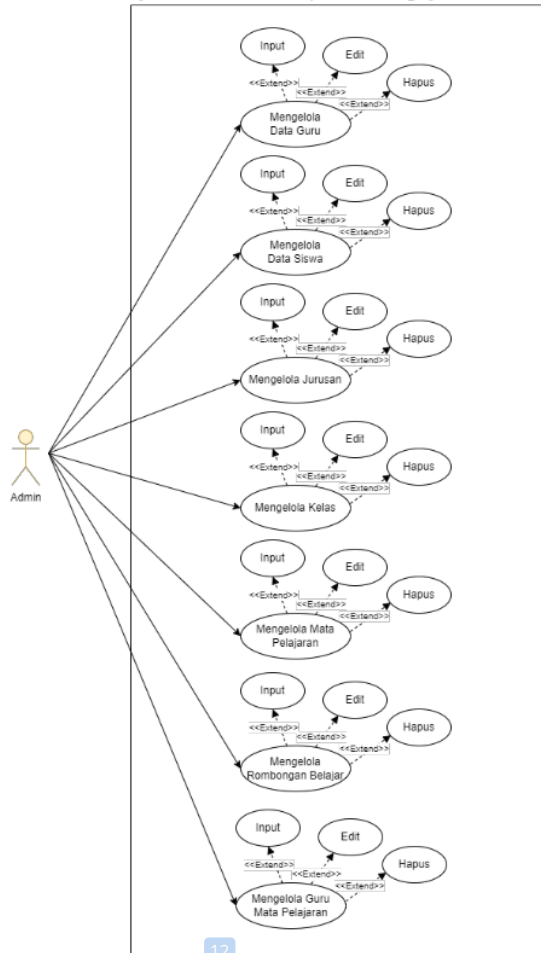 Input
Edit
Hapus
<<Extend>>
<<Extend>>
<<Extend>>
Mengelola
Data Guru
Input
Edit
Hapus
<<Extend>>
<<Extend>>
<<Extend>>
Mengelola
Data Siswa
Input
Edit
Hapus
<<Extend>>
<<Extend>>
<<Extend>>
Mengelola Jurusan
Input
Edit
Hapus
<<Extend>>
<<Extend>>
<<Extend>>
Mengelola Kelas
Admin
Input
Edit
Hapus
<<Extend>>
<<Extend>>
<<Extend>>
Mengelola Mata
Pelajaran
Input
Edit
Hapus
<<Extend>>
<<Extend>>
<<Extend>>
Mengelola
Rombongan Belajar
Input
Edit
Hapus
<<Extend>>
<<Extend>>
<<Extend>>
Mengelola Guru
Mata Pelajaran
12